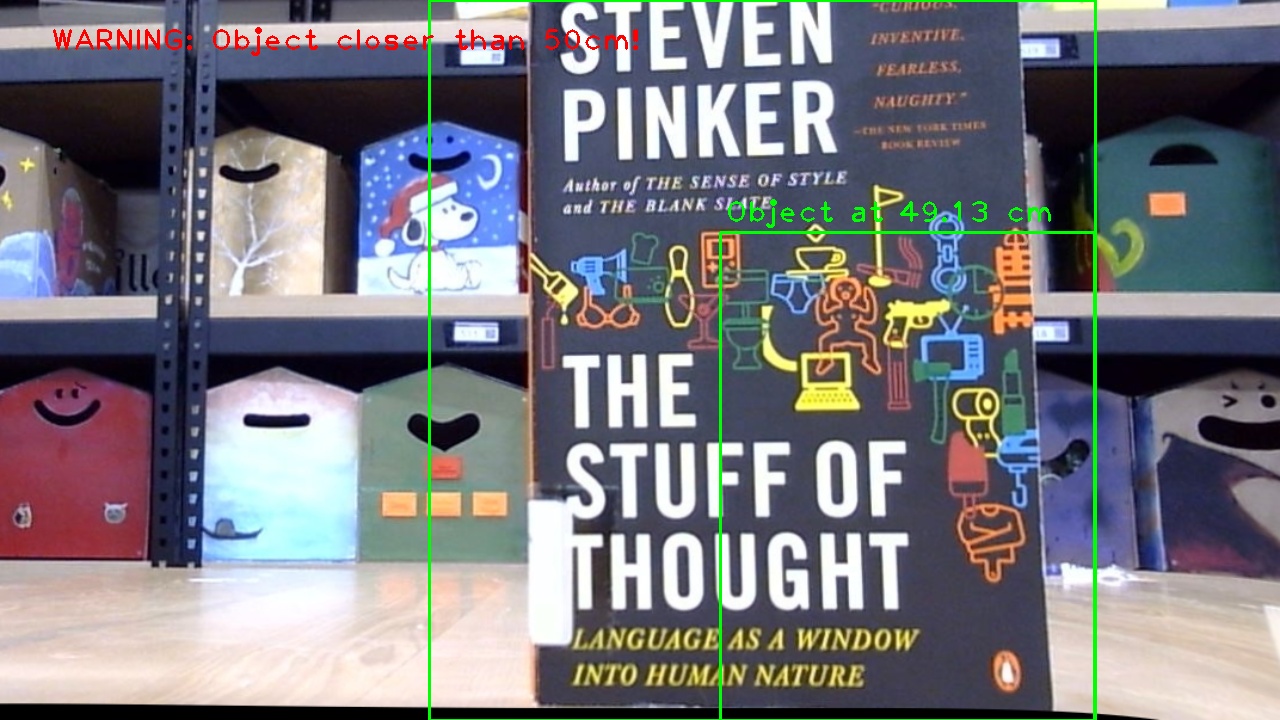 WARNING: Object closer than 50cm!
STEVEN
PINKER
"CURIOUS,
INVENTIVE,
FEARLESS,
NAUGHTY."
—THE NEW YORK TIMES
BOOK REVIEW
Author of THE SENSE OF STYLE
and THE BLANK SLATE
Object at 49.13 cm
THE
STUFF OF
THOUGHT
LANGUAGE AS A WINDOW
INTO HUMAN NATURE